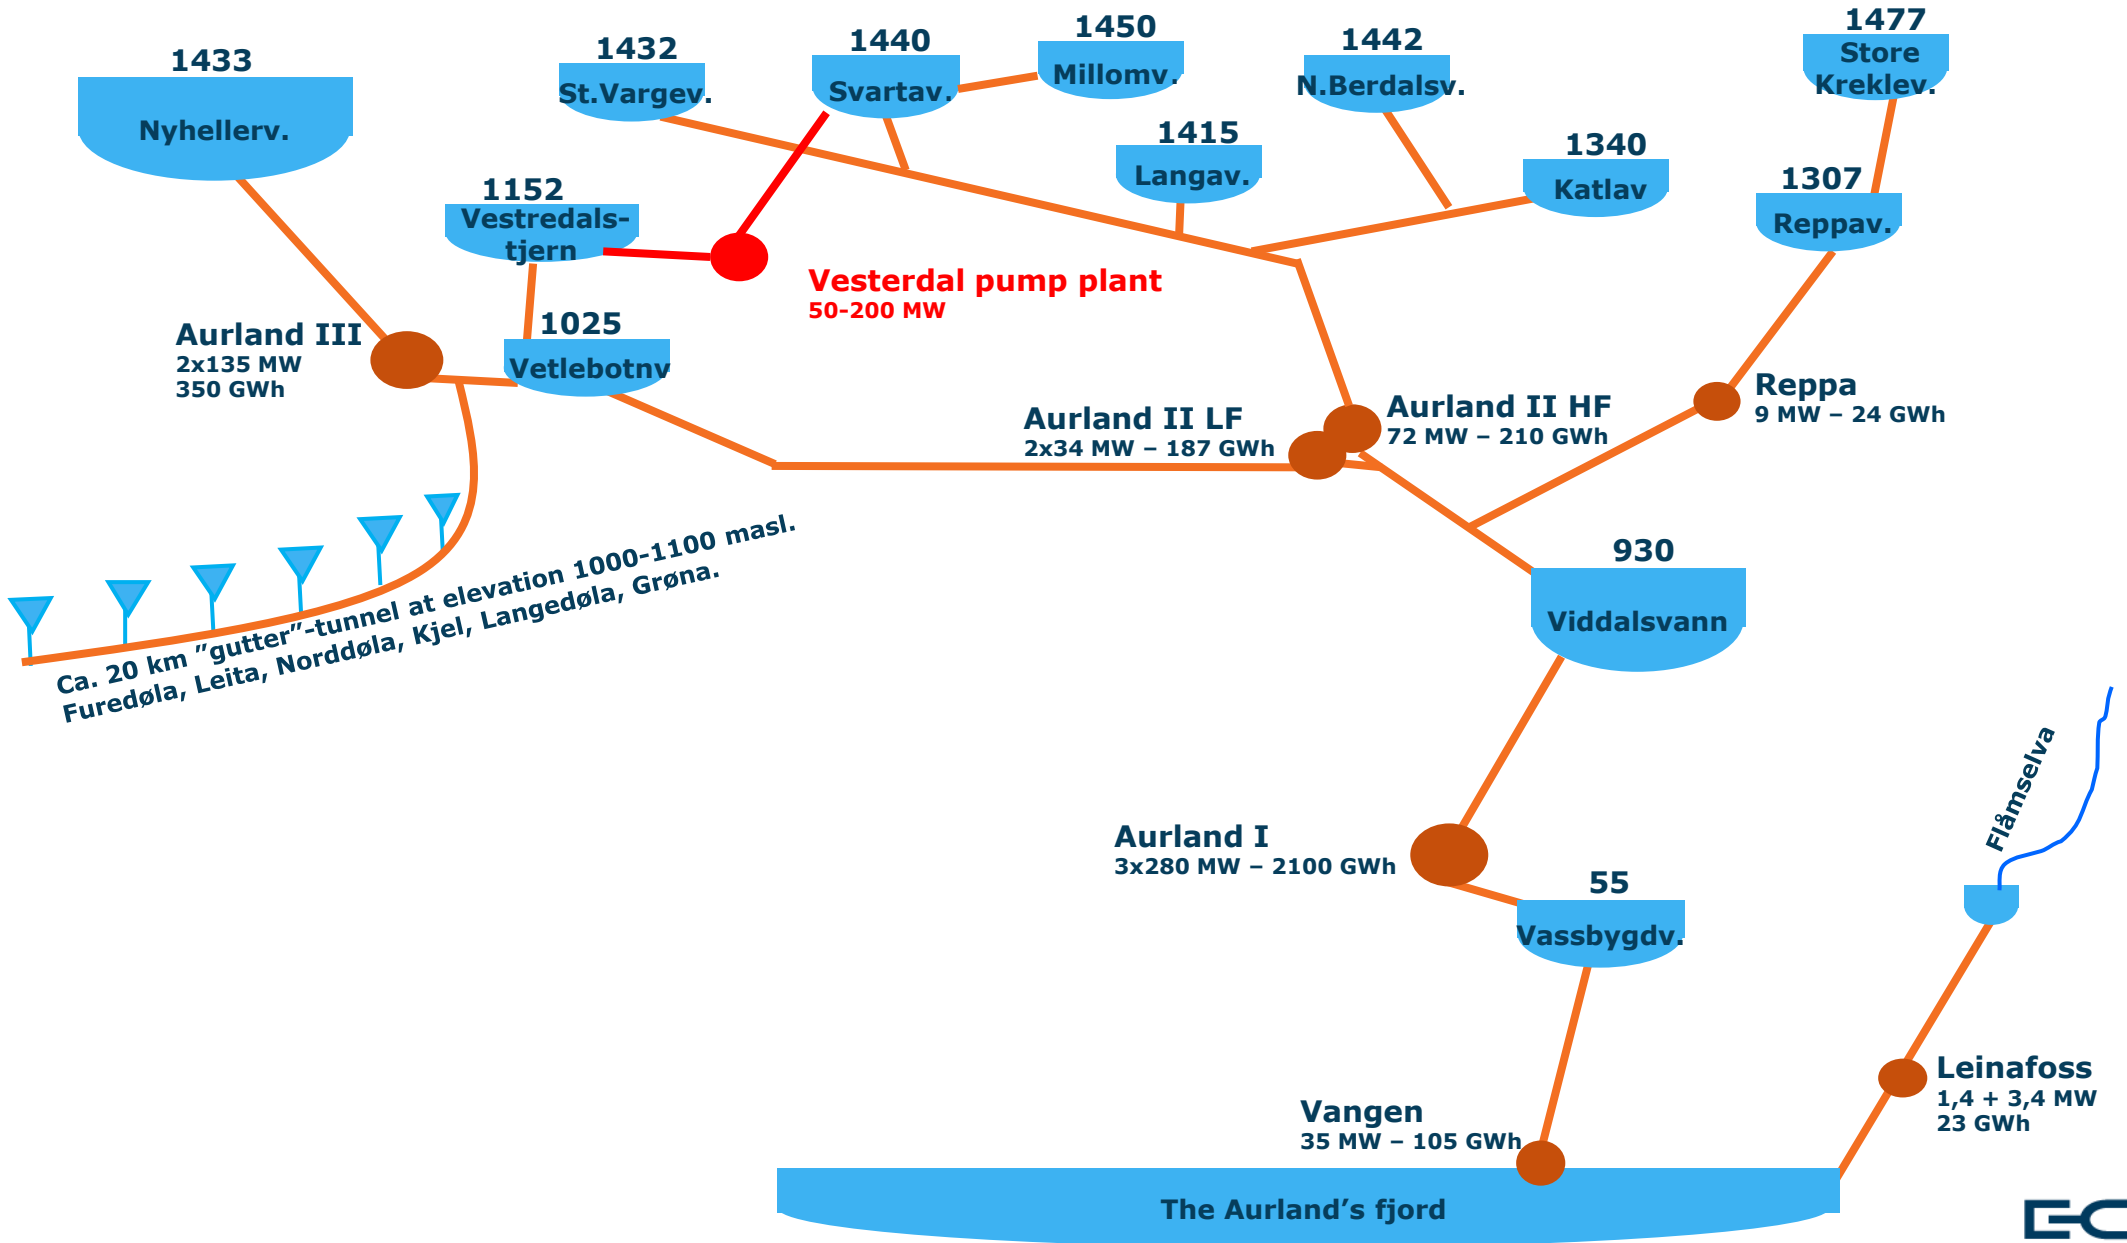 1433
Nyhellerv.
1432
St.Vargev.
1440
Svartav.
1450
Millomv.
1442
N.Berdalsv.
1477
Store
Kreklev.
1415
Langav.
1340
Katlav
1307
Reppav.
1152
Vestredals-
tjern
Vesterdal pump plant
50-200 MW
Aurland III
2x135 MW
350 GWh
1025
Vetlebotnv
Aurland II LF
2x34 MW – 187 GWh
Aurland II HF
72 MW – 210 GWh
Reppa
9 MW – 24 GWh
Ca. 20 km ”gutter”-tunnel at elevation 1000-1100 masl.
Furedøla, Leita, Norddøla, Kjel, Langedøla, Grøna.
930
Viddalsvann
Aurland I
3x280 MW – 2100 GWh
55
Vassbygdv.
Flåmselva
Vangen
35 MW – 105 GWh
Leinafoss
1,4 + 3,4 MW
23 GWh
The Aurland’s fjord